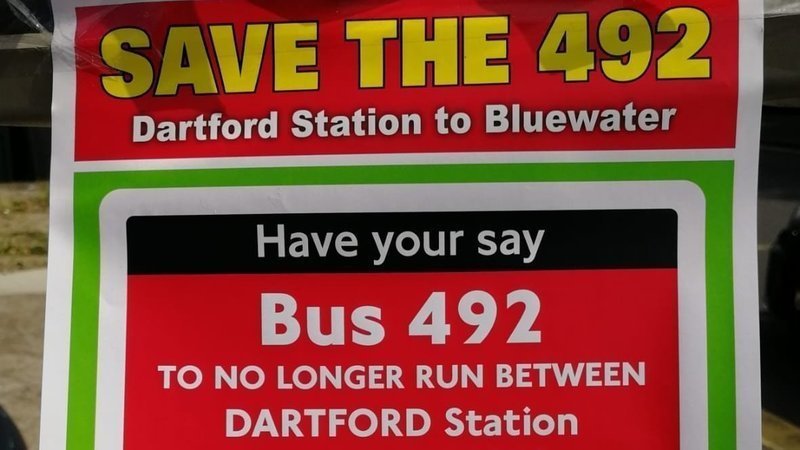 SAVE THE 492
Dartford Station to Bluewater
Have your say
Bus 492
TO NO LONGER RUN BETWEEN
DARTFORD Station